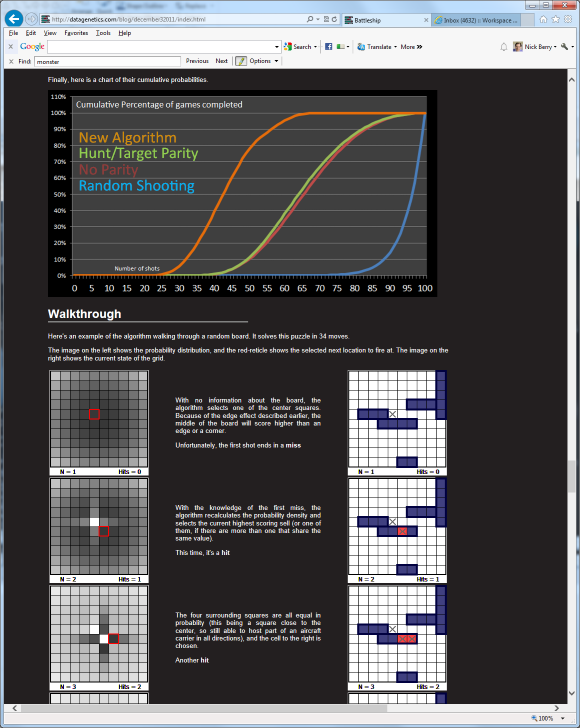 http://datagenetics.com/blog/december32011/index.html
Battleship
Inbox (4632) :: Workspace ...
File Edit View Favorites Tools Help
x Google Search Translate More » Nick Berry
x Find: monster Previous Next Options
Finally, here is a chart of their cumulative probabilities.
110%
Cumulative Percentage of games completed
100%
90%
80%
70%
60%
50%
40%
30%
20%
10%
0%
New Algorithm
Hunt/Target Parity
No Parity
Random Shooting
Number of shots
0 5 10 15 20 25 30 35 40 45 50 55 60 65 70 75 80 85 90 95 100
Walkthrough
Here's an example of the algorithm walking through a random board. It solves this puzzle in 34 moves.
The image on the left shows the probability distribution, and the red-reticle shows the selected next location to fire at. The image on
right shows the current state of the grid.
With no information about the board, the
algorithm selects one of the center squares.
Because of the edge effect described earlier, the
middle of the board will score higher than an
edge or a corner.
Unfortunately, the first shot ends in a miss
N = 1 Hits = 0
N = 1 Hits = 0
With the knowledge of the first miss, the
algorithm recalculates the probability density and
selects the current highest scoring sell (or one of
them, if there are more than one that share the
same value).
This time, it's a hit
N = 2 Hits = 1
N = 2 Hits = 1
The four surrounding squares are all equal in
probablity (this being a square close to the
center, so still able to host part of an aircraft
carrier in all directions), and the cell to the right is
chosen.
Another hit
N = 3 Hits = 2
N = 3 Hits = 2
100%